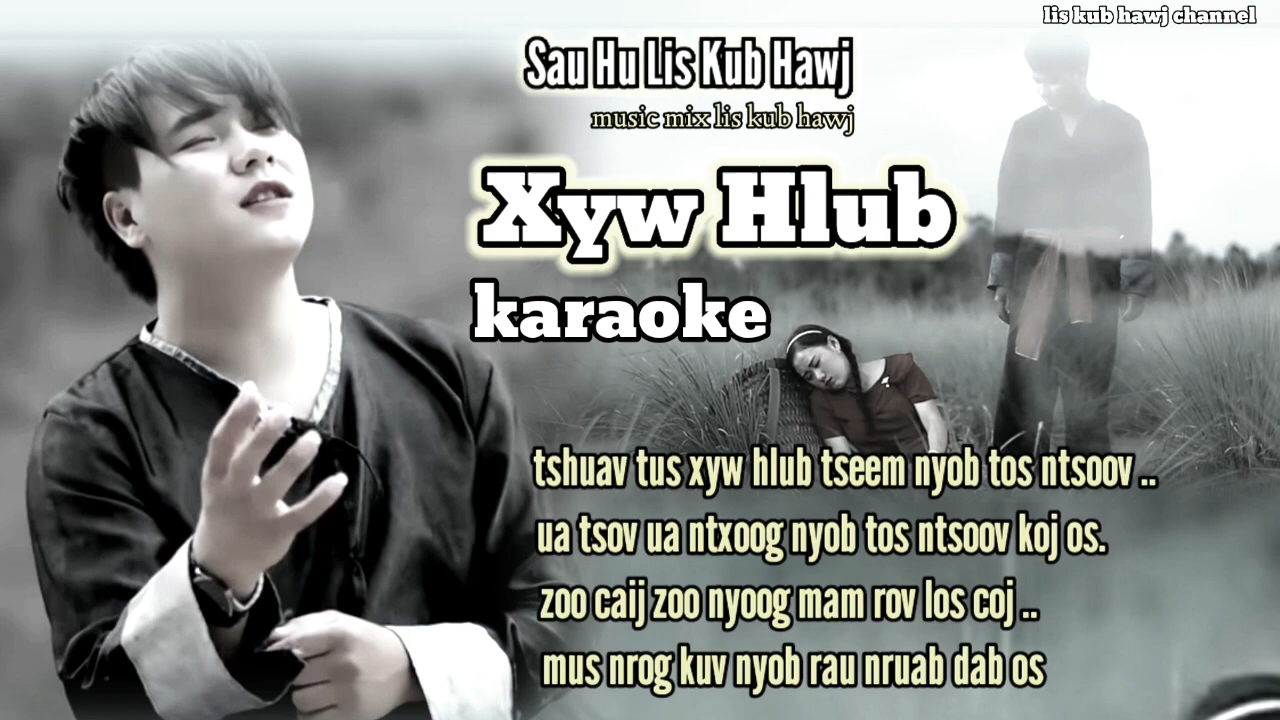 lis kub hawj channel
Sau Hu Lis Kub Hawj
music mix lis kub hawj
Xyw Hlub
karaoke
tshuav tus xyw hlub tseem nyob tos ntsoov ..
ua tsov ua ntxoog nyob tos ntsoov koj os.
zoo caij zoo nyoog mam rov los coj ..
mus nrog kuv nyob rau nruab dab os